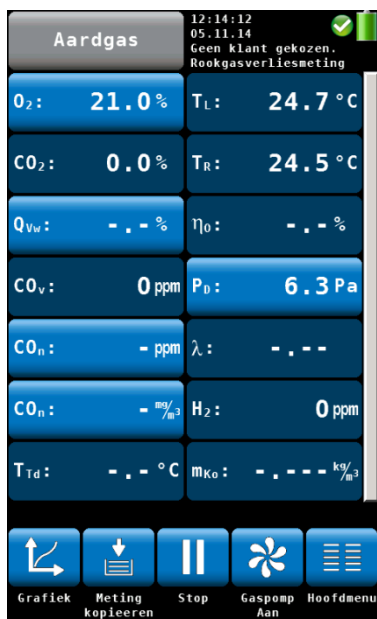 Aardgas
12:14:12
05.11.14
Geen klant gekozen.
Rookgasverliesmeting
O₂: 21.0 %
TL: 24.7 °C
CO₂: 0.0 %
TR: 24.5 °C
QVw: -.- %
η₀: -.- %
COv: 0 ppm
PD: 6.3 Pa
COn: - ppm
λ: -.--
COn: - mg/m³
H₂: 0 ppm
TTd: -.- °C
mKo: -.--- kg/m³
Grafiek
Meting kopieeren
Stop
Gaspomp Aan
Hoofdmenu